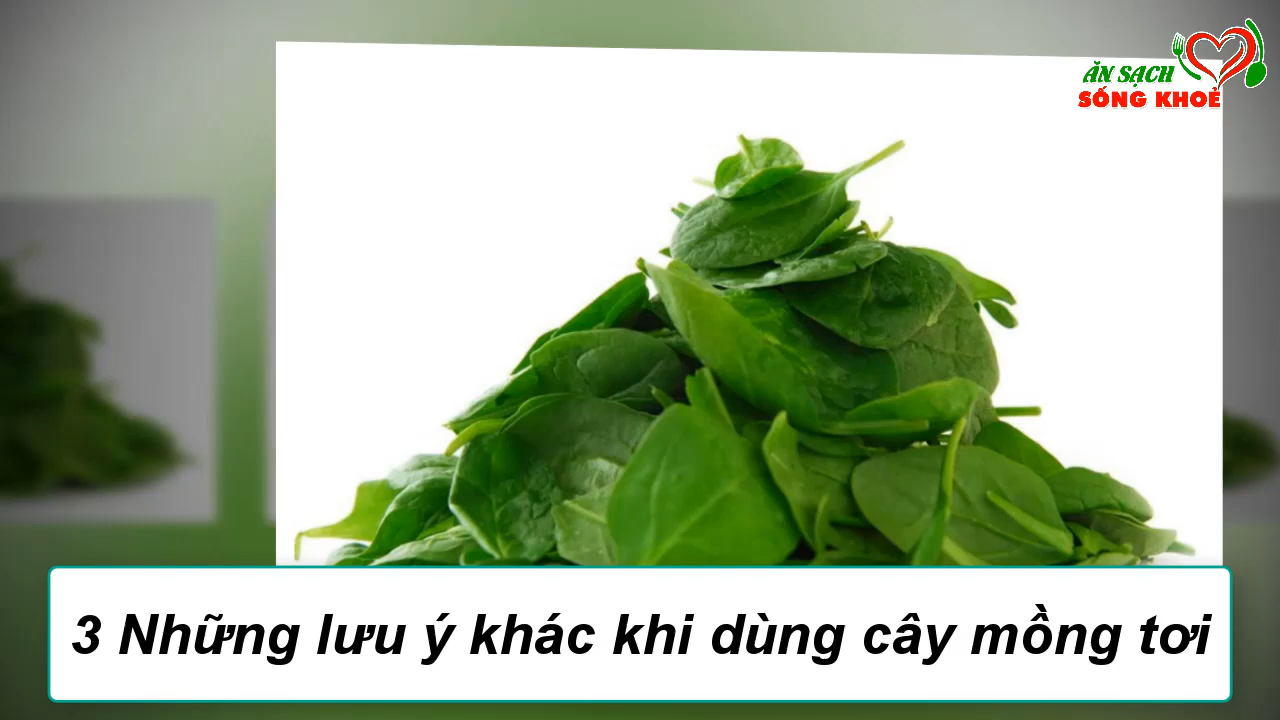 ĂN SẠCH
SỐNG KHOẺ
3 Những lưu ý khác khi dùng cây mồng tơi